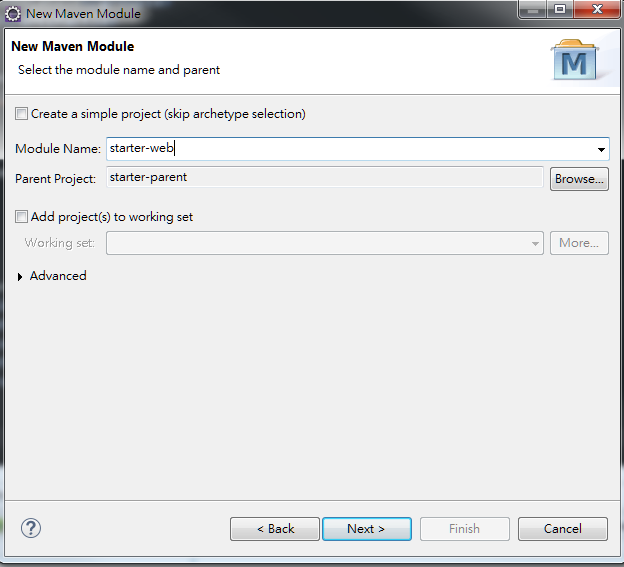 New Maven Module
New Maven Module
Select the module name and parent
M
Create a simple project (skip archetype selection)
Module Name: starter-web
Parent Project: starter-parent Browse...
Add project(s) to working set
Working set: More...
Advanced
? < Back Next > Finish Cancel